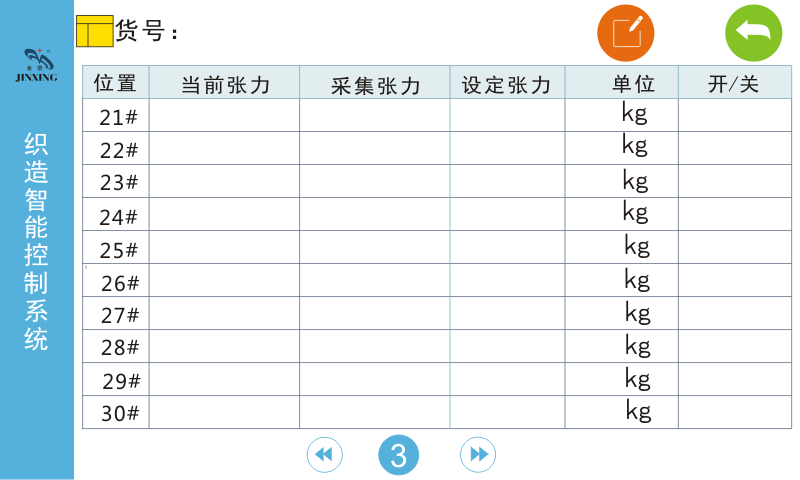 货号：
金信
JINXING
织造智能控制系统
位置 当前张力 采集张力 设定张力 单位 开/关
21# kg
22# kg
23# kg
24# kg
25# kg
26# kg
27# kg
28# kg
29# kg
30# kg
3